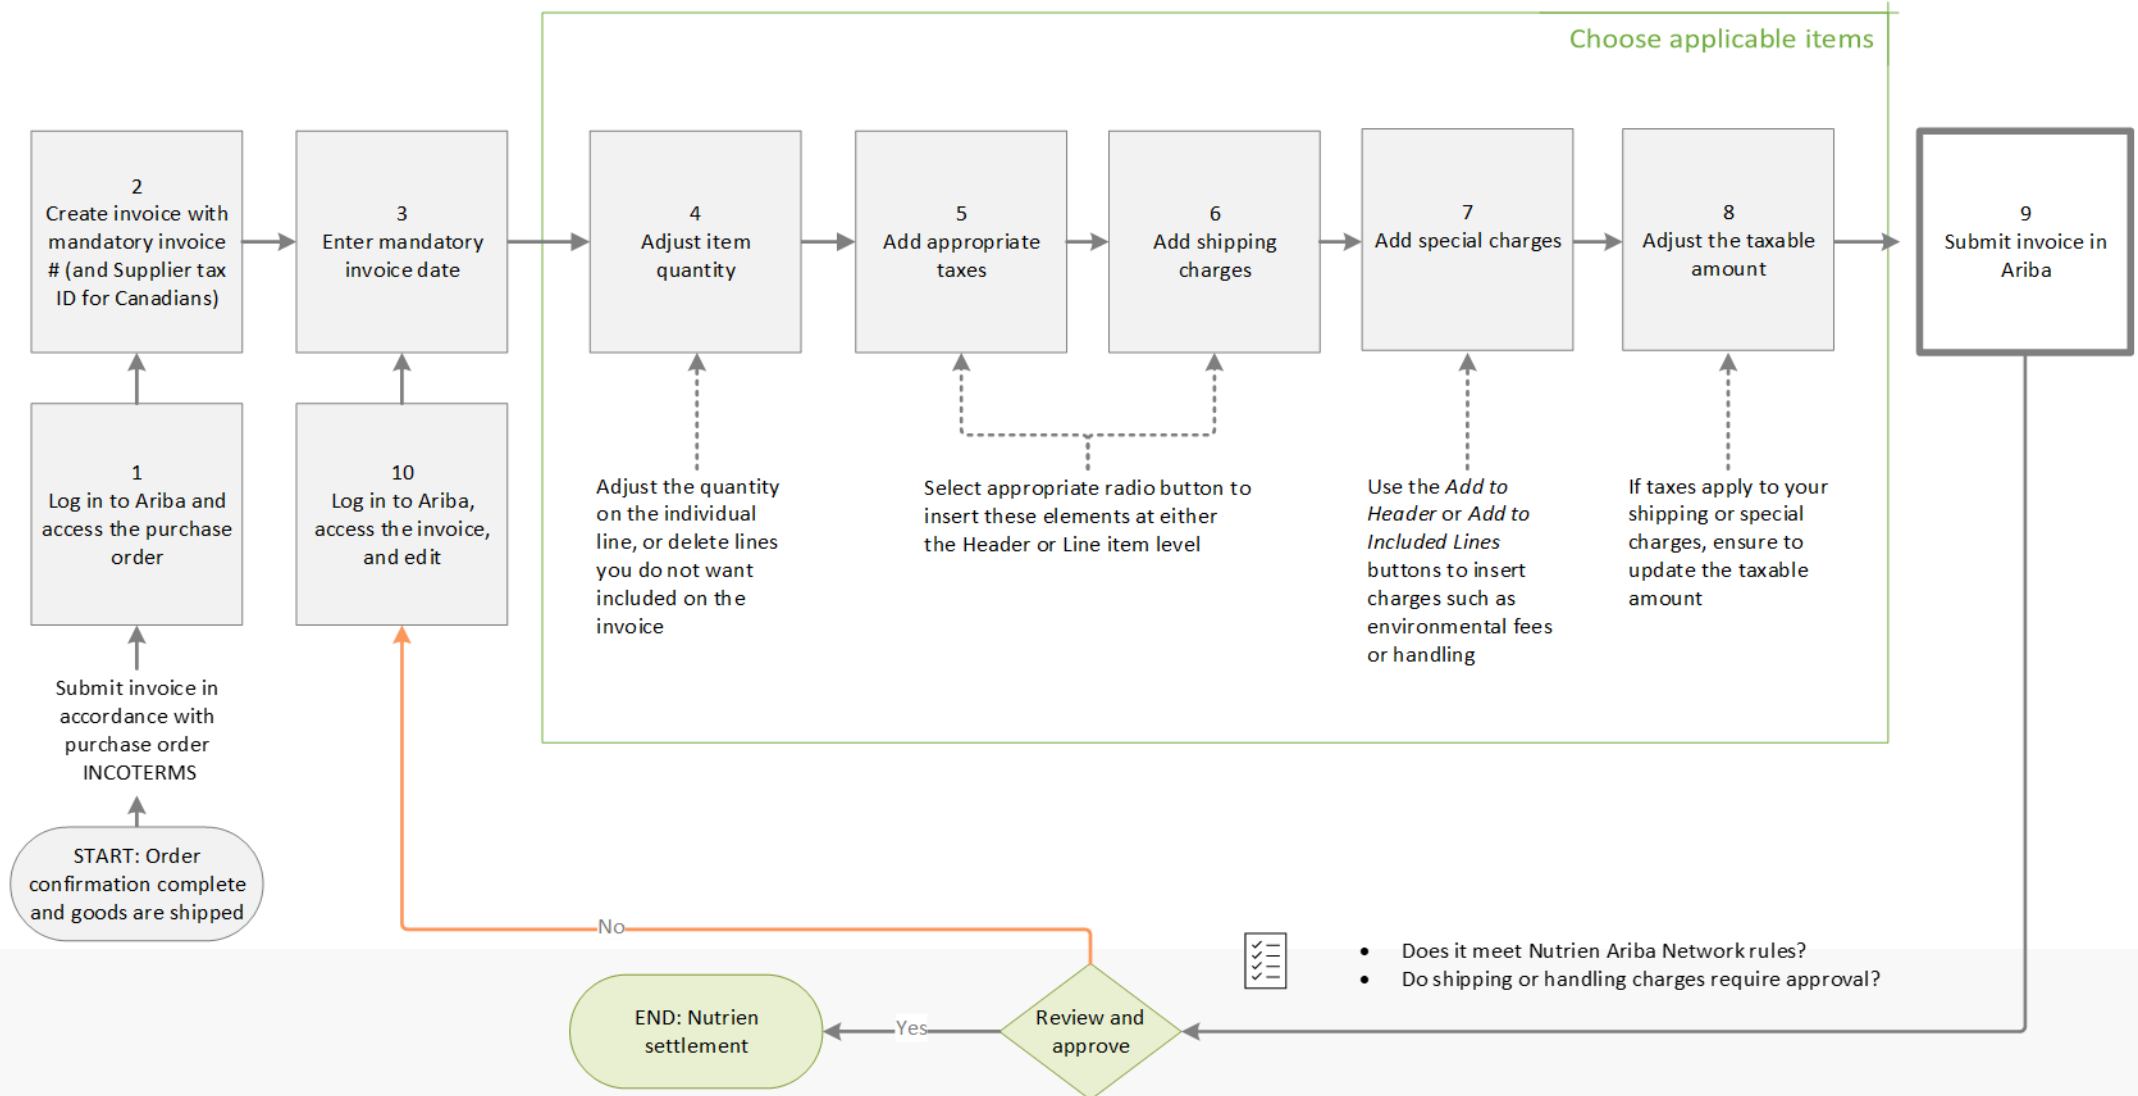 Choose applicable items
2
Create invoice with
mandatory invoice
# (and Supplier tax
ID for Canadians)
3
Enter mandatory
invoice date
4
Adjust item
quantity
5
Add appropriate
taxes
6
Add shipping
charges
7
Add special charges
8
Adjust the taxable
amount
9
Submit invoice in
Ariba
1
Log in to Ariba and
access the purchase
order
10
Log in to Ariba,
access the invoice,
and edit
Adjust the quantity
on the individual
line, or delete lines
you do not want
included on the
invoice
Select appropriate radio button to
insert these elements at either
the Header or Line item level
Use the Add to
Header or Add to
Included Lines
buttons to insert
charges such as
environmental fees
or handling
If taxes apply to your
shipping or special
charges, ensure to
update the taxable
amount
Submit invoice in
accordance with
purchase order
INCOTERMS
START: Order
confirmation complete
and goods are shipped
No
• Does it meet Nutrien Ariba Network rules?
• Do shipping or handling charges require approval?
END: Nutrien
settlement
Yes
Review and
approve